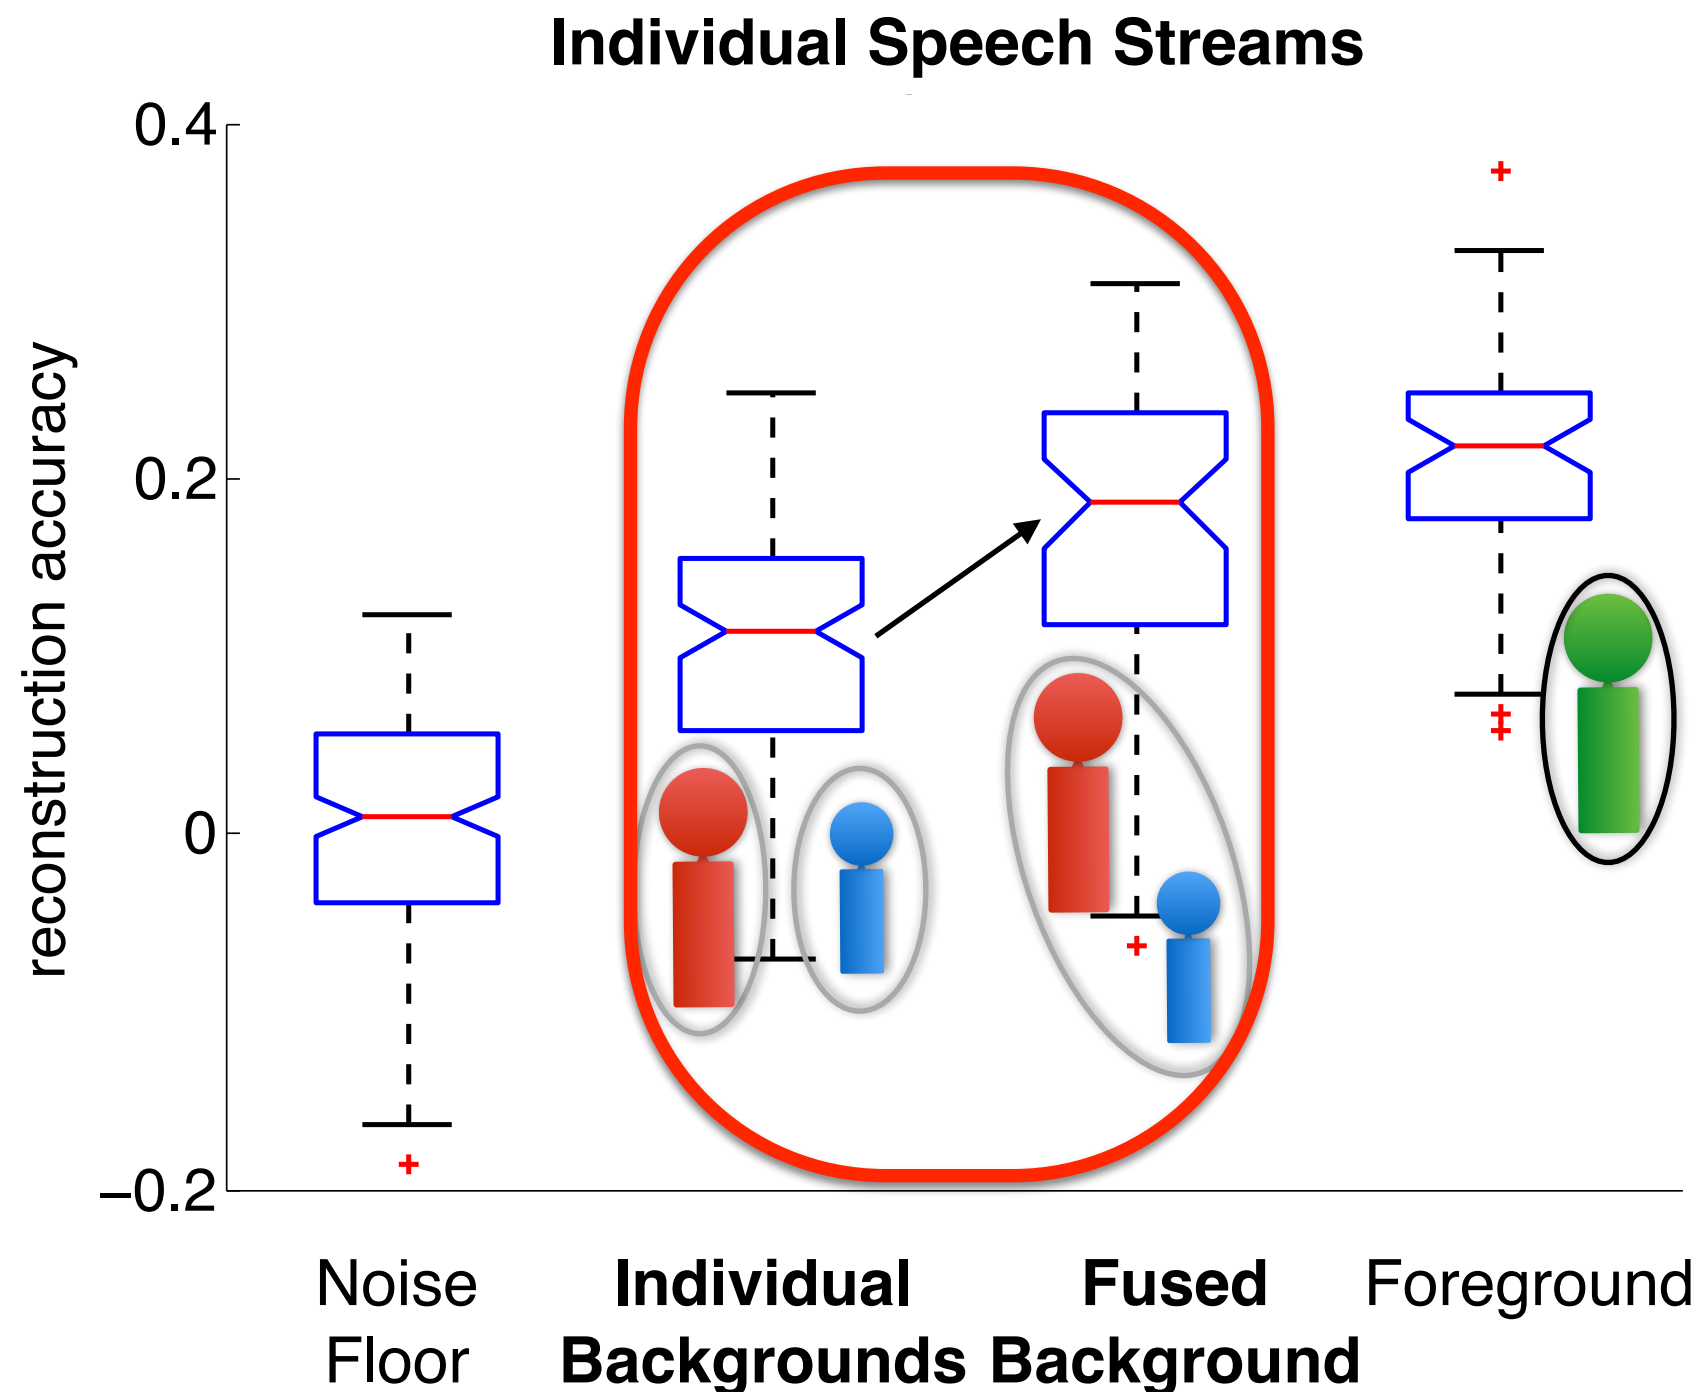 Individual Speech Streams
0.4
0.2
0
−0.2
reconstruction accuracy
Noise Floor
Individual Backgrounds
Fused Background
Foreground